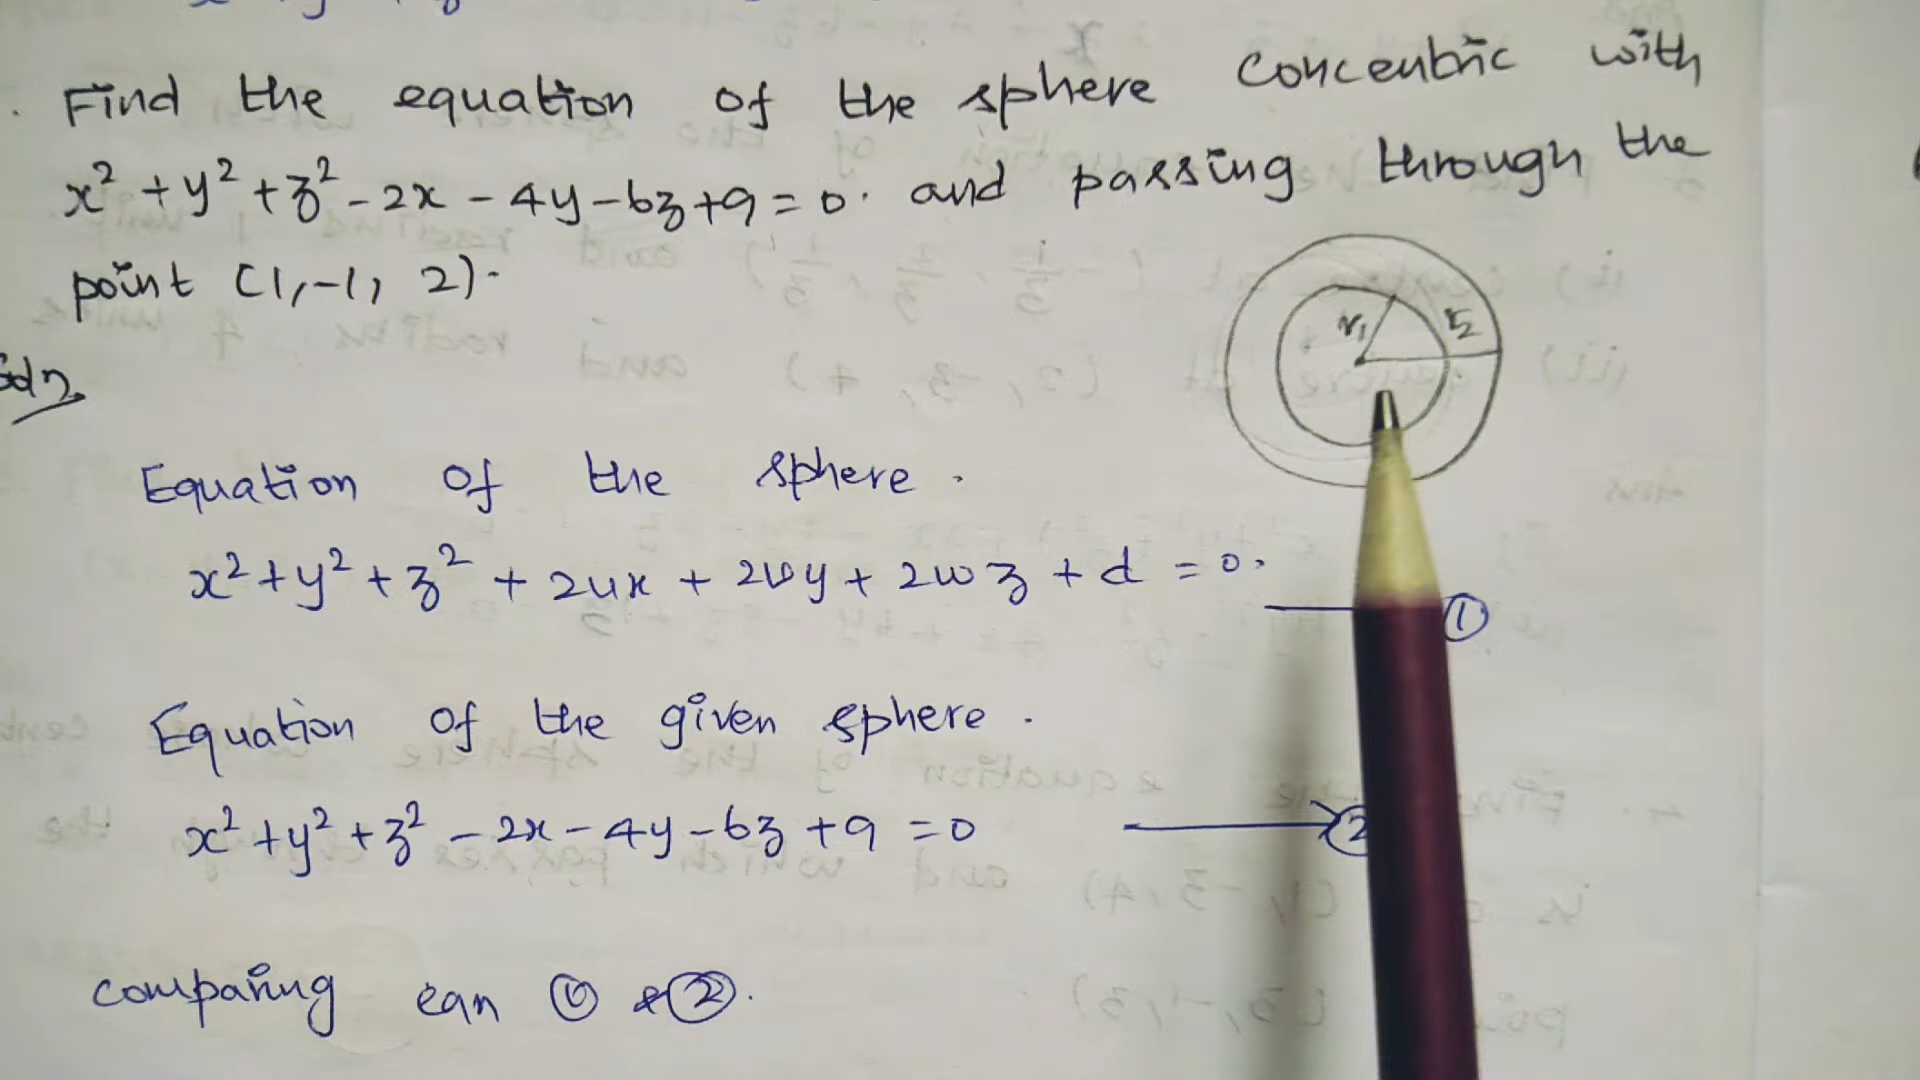 Find the equation of the sphere concentric with
x² + y² + z² - 2x - 4y - 6z + 9 = 0. and passing through the
point (1, -1, 2).
r₁ r₂
Soln
Equation of the sphere.
x² + y² + z² + 2ux + 2vy + 2wz + d = 0. ①
Equation of the given sphere.
x² + y² + z² - 2x - 4y - 6z + 9 = 0 ②
comparing eqn ① & ②.